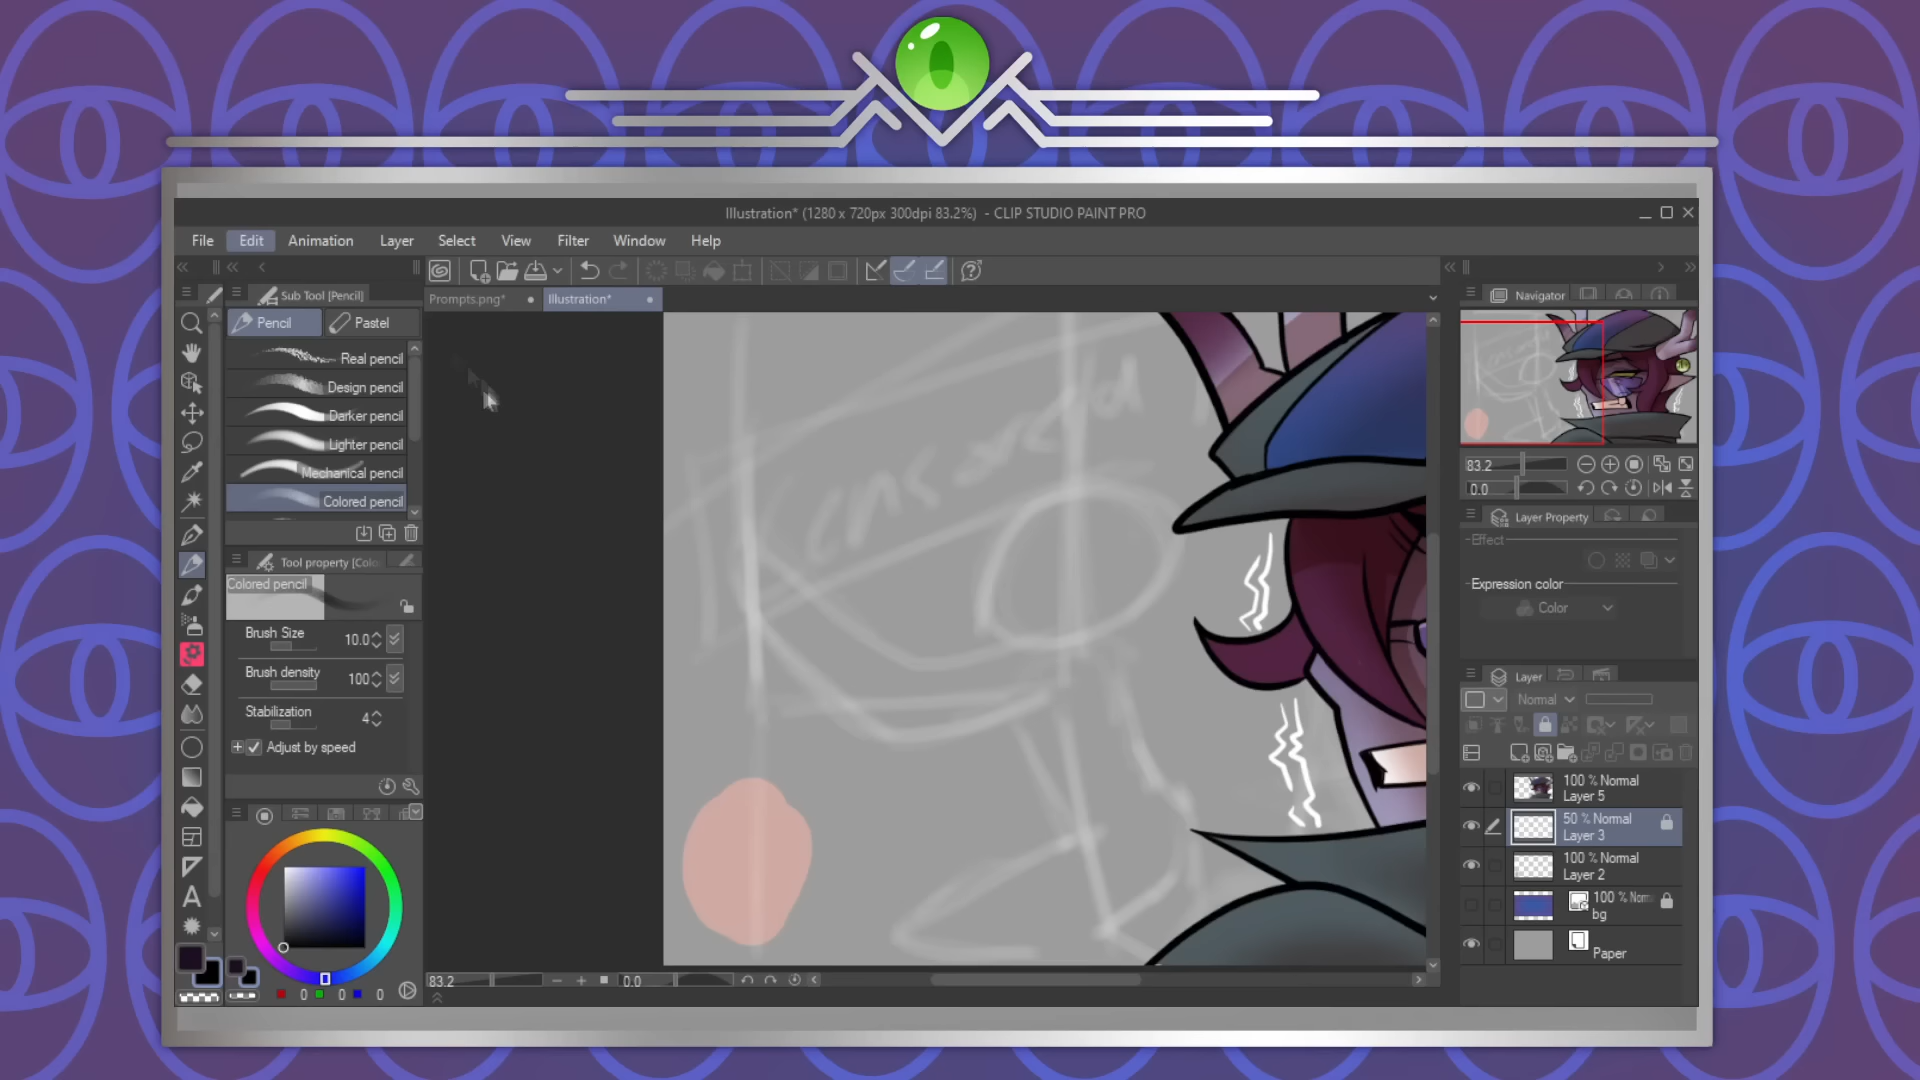 Illustration* (1280 x 720px 300dpi 83.2%) - CLIP STUDIO PAINT PRO
File Edit Animation Layer Select View Filter Window Help
Sub Tool [Pencil]
Prompts.png* Illustration*
Navigator
Pencil Pastel
Real pencil
Design pencil
Darker pencil
Lighter pencil
Mechanical pencil
Colored pencil
Tool property [Colo
Colored pencil
Brush Size 10.0
Brush density 100
Stabilization 4
Adjust by speed
0 0 0
83.2 0.0
83.2
0.0
Layer Property
Effect
Expression color
Color
Layer
Normal
100 % Normal
Layer 5
50 % Normal
Layer 3
100 % Normal
Layer 2
100 % Norm
bg
Paper